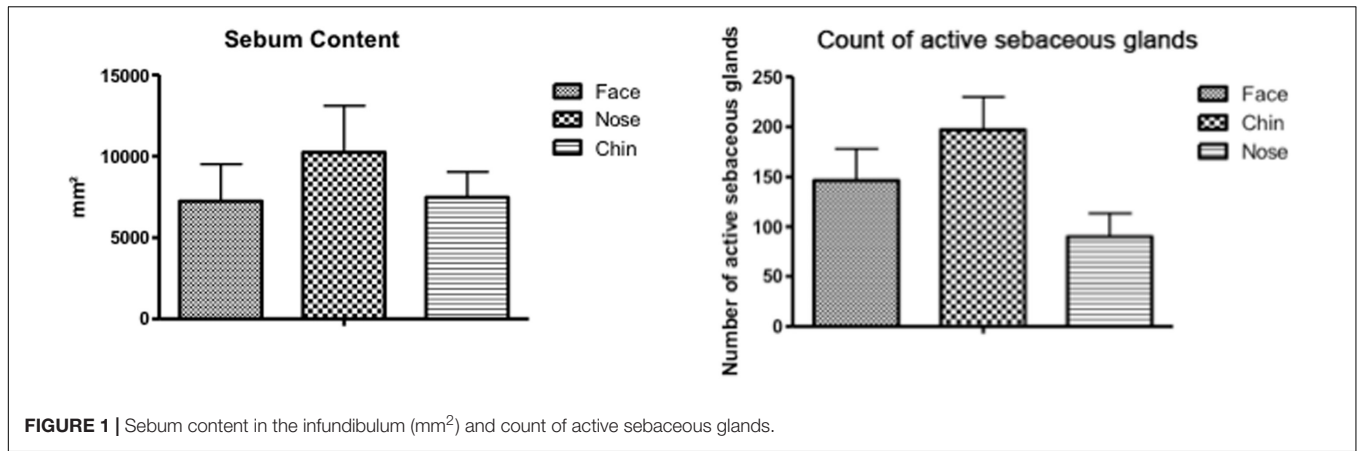 Sebum Content
15000
10000
5000
0
mm²
Face
Nose
Chin
Count of active sebaceous glands
Number of active sebaceous glands
250
200
150
100
50
0
Face
Chin
Nose
FIGURE 1 | Sebum content in the infundibulum (mm²) and count of active sebaceous glands.